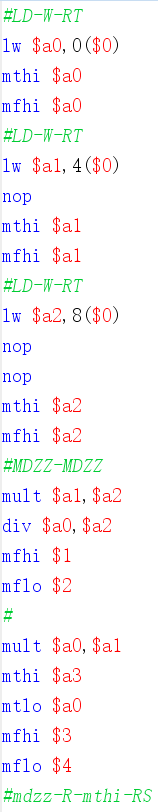 #LD-W-RT
lw $a0,0($0)
mthi $a0
mfhi $a0
#LD-W-RT
lw $a1,4($0)
nop
mthi $a1
mfhi $a1
#LD-W-RT
lw $a2,8($0)
nop
nop
mthi $a2
mfhi $a2
#MDZZ-MDZZ
mult $a1,$a2
div $a0,$a2
mfhi $1
mflo $2
#
mult $a0,$a1
mthi $a3
mtlo $a0
mfhi $3
mflo $4
#mdzz-R-mthi-RS